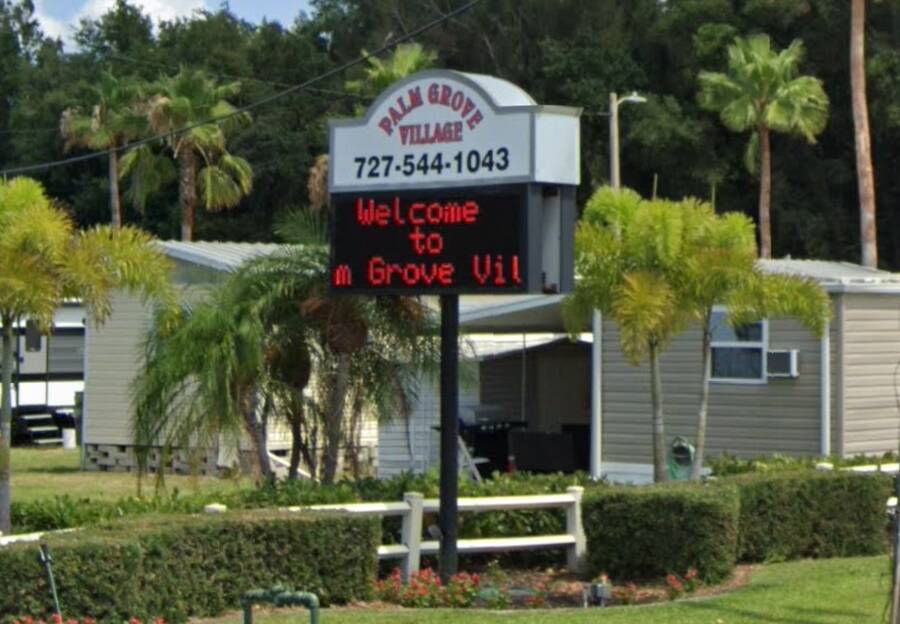 PALM GROVE
VILLAGE
727-544-1043
Welcome
to
m Grove Vil